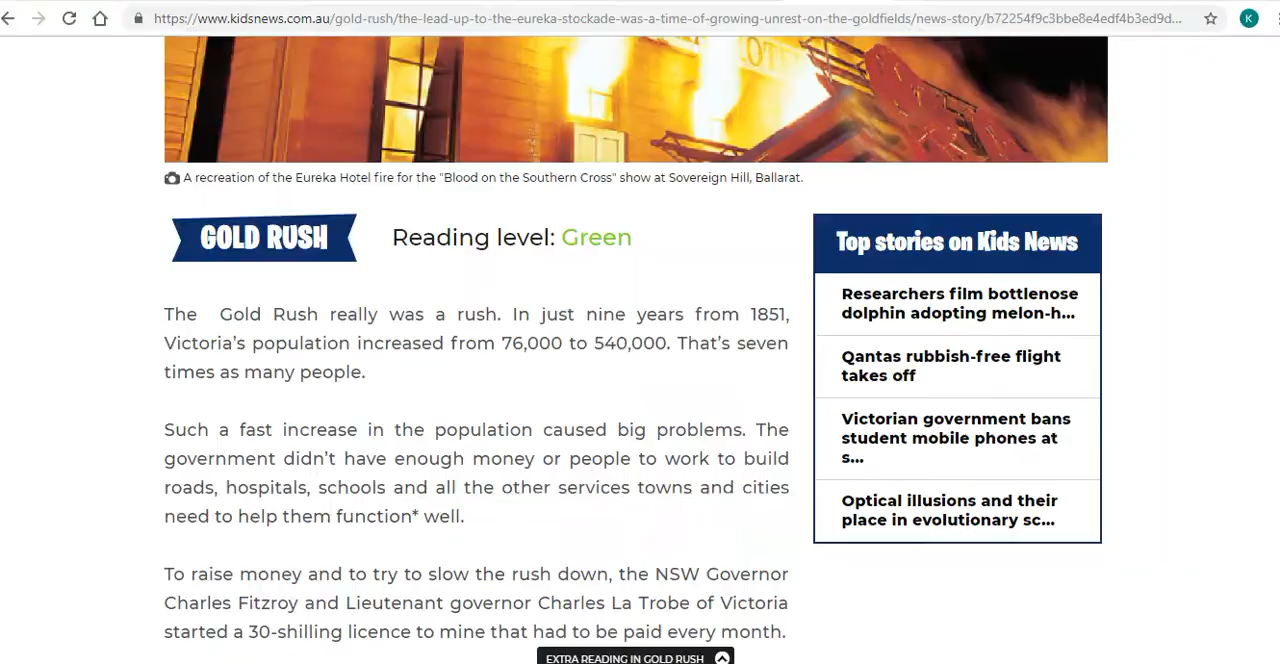 https://www.kidsnews.com.au/gold-rush/the-lead-up-to-the-eureka-stockade-was-a-time-of-growing-unrest-on-the-goldfields/news-story/b72254f9c3bbe8e4edf4b3ed9d...
K
OT
A recreation of the Eureka Hotel fire for the "Blood on the Southern Cross" show at Sovereign Hill, Ballarat.
GOLD RUSH
Reading level: Green
The Gold Rush really was a rush. In just nine years from 1851,
Victoria’s population increased from 76,000 to 540,000. That’s seven
times as many people.
Such a fast increase in the population caused big problems. The
government didn’t have enough money or people to work to build
roads, hospitals, schools and all the other services towns and cities
need to help them function* well.
To raise money and to try to slow the rush down, the NSW Governor
Charles Fitzroy and Lieutenant governor Charles La Trobe of Victoria
started a 30-shilling licence to mine that had to be paid every month.
Top stories on Kids News
Researchers film bottlenose
dolphin adopting melon-h...
Qantas rubbish-free flight
takes off
Victorian government bans
student mobile phones at
s...
Optical illusions and their
place in evolutionary sc...
EXTRA READING IN GOLD RUSH